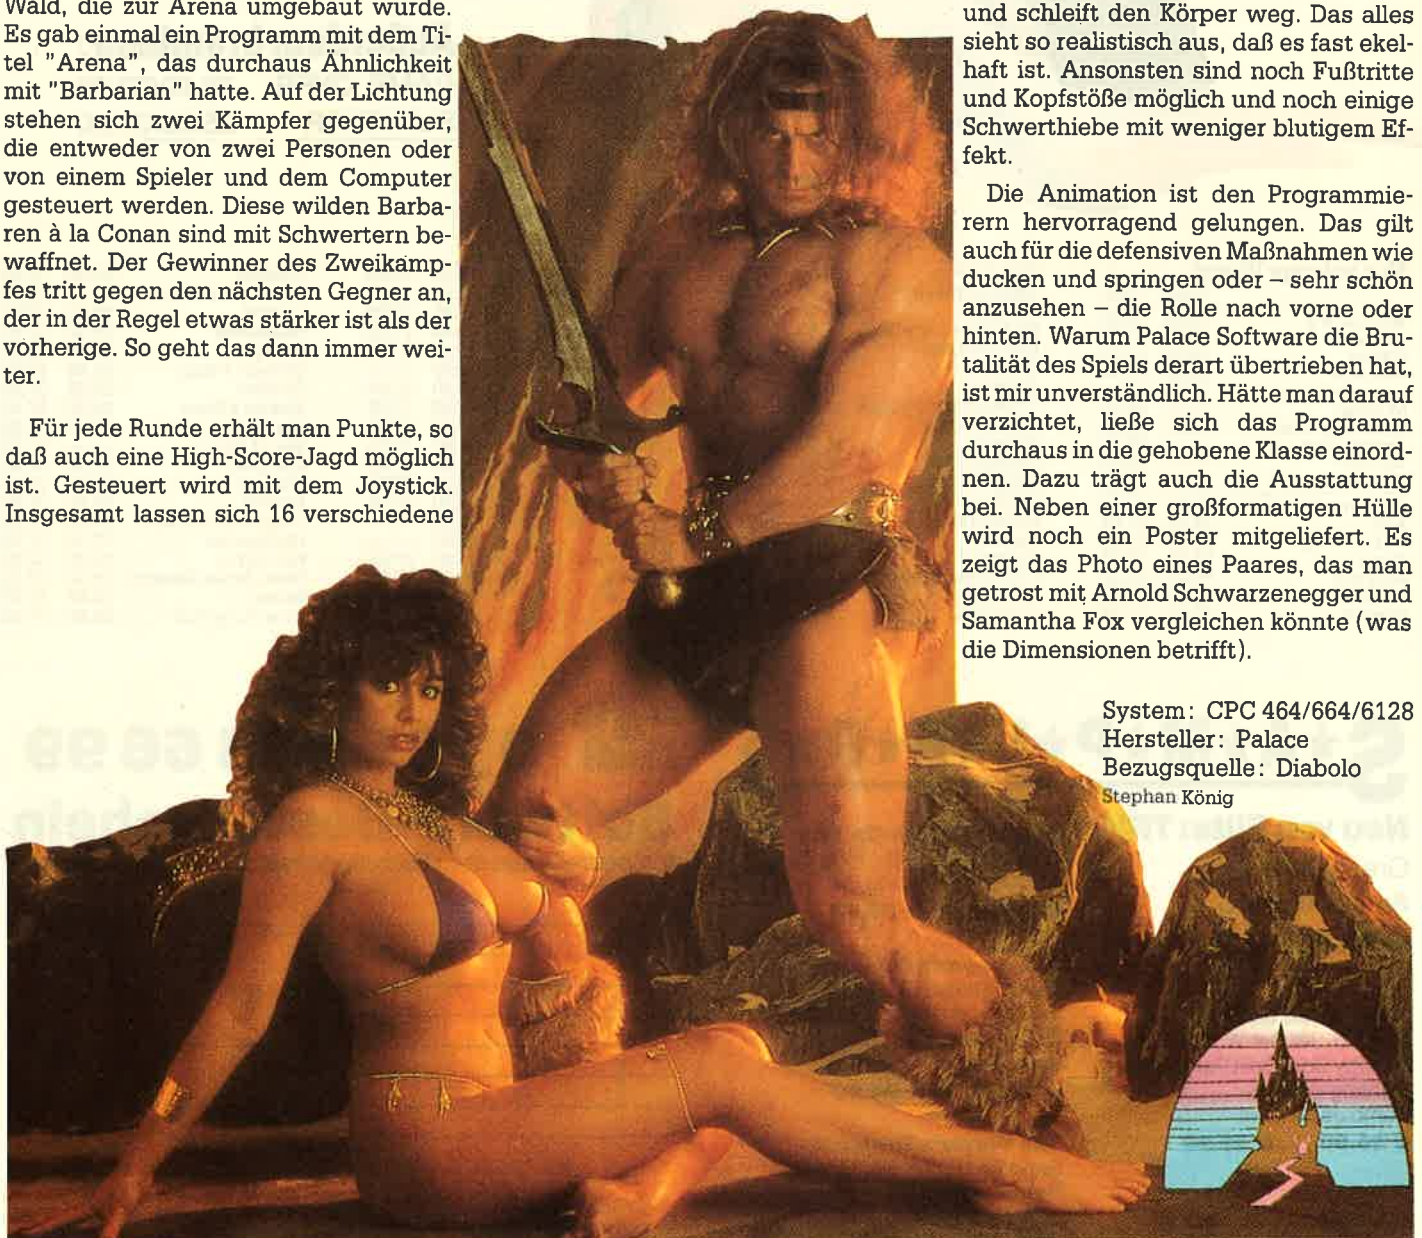 Wald, die zur Arena umgebaut wurde.
Es gab einmal ein Programm mit dem Ti-
tel "Arena", das durchaus Ähnlichkeit
mit "Barbarian" hatte. Auf der Lichtung
stehen sich zwei Kämpfer gegenüber,
die entweder von zwei Personen oder
von einem Spieler und dem Computer
gesteuert werden. Diese wilden Barba-
ren à la Conan sind mit Schwertern be-
waffnet. Der Gewinner des Zweikamp-
fes tritt gegen den nächsten Gegner an,
der in der Regel etwas stärker ist als der
vorherige. So geht das dann immer wei-
ter.
Für jede Runde erhält man Punkte, so
daß auch eine High-Score-Jagd möglich
ist. Gesteuert wird mit dem Joystick.
Insgesamt lassen sich 16 verschiedene
und schleift den Körper weg. Das alles
sieht so realistisch aus, daß es fast ekel-
haft ist. Ansonsten sind noch Fußtritte
und Kopfstöße möglich und noch einige
Schwerthiebe mit weniger blutigem Ef-
fekt.
Die Animation ist den Programmie-
rern hervorragend gelungen. Das gilt
auch für die defensiven Maßnahmen wie
ducken und springen oder – sehr schön
anzusehen – die Rolle nach vorne oder
hinten. Warum Palace Software die Bru-
talität des Spiels derart übertrieben hat,
ist mir unverständlich. Hätte man darauf
verzichtet, ließe sich das Programm
durchaus in die gehobene Klasse einord-
nen. Dazu trägt auch die Ausstattung
bei. Neben einer großformatigen Hülle
wird noch ein Poster mitgeliefert. Es
zeigt das Photo eines Paares, das man
getrost mit Arnold Schwarzenegger und
Samantha Fox vergleichen könnte (was
die Dimensionen betrifft).
System: CPC 464/664/6128
Hersteller: Palace
Bezugsquelle: Diabolo
Stephan König